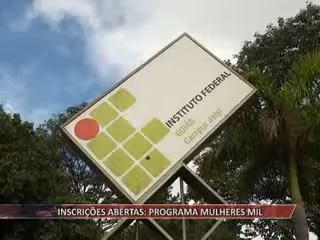 INSTITUTO FEDERAL
GOIÁS
Campus Jataí
INSCRIÇÕES ABERTAS: PROGRAMA MULHERES MIL